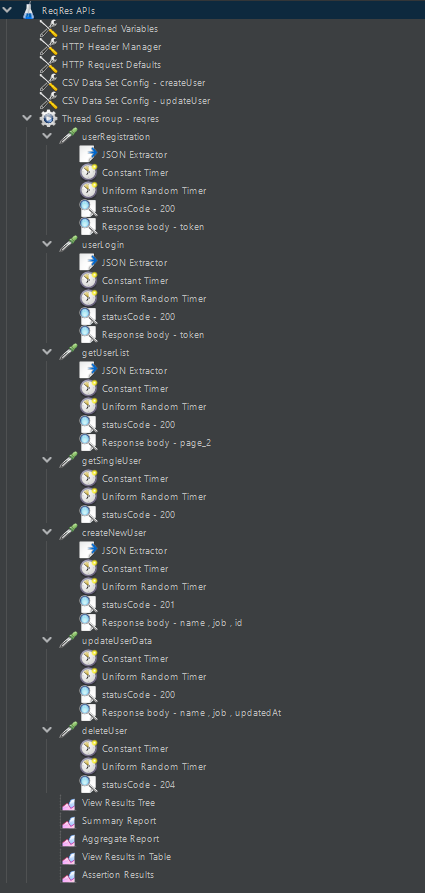 ReqRes APIs
User Defined Variables
HTTP Header Manager
HTTP Request Defaults
CSV Data Set Config - createUser
CSV Data Set Config - updateUser
Thread Group - reqres
userRegistration
JSON Extractor
Constant Timer
Uniform Random Timer
statusCode - 200
Response body - token
userLogin
JSON Extractor
Constant Timer
Uniform Random Timer
statusCode - 200
Response body - token
getUserList
JSON Extractor
Constant Timer
Uniform Random Timer
statusCode - 200
Response body - page_2
getSingleUser
Constant Timer
Uniform Random Timer
statusCode - 200
createNewUser
JSON Extractor
Constant Timer
Uniform Random Timer
statusCode - 201
Response body - name , job , id
updateUserData
Constant Timer
Uniform Random Timer
statusCode - 200
Response body - name , job , updatedAt
deleteUser
Constant Timer
Uniform Random Timer
statusCode - 204
View Results Tree
Summary Report
Aggregate Report
View Results in Table
Assertion Results